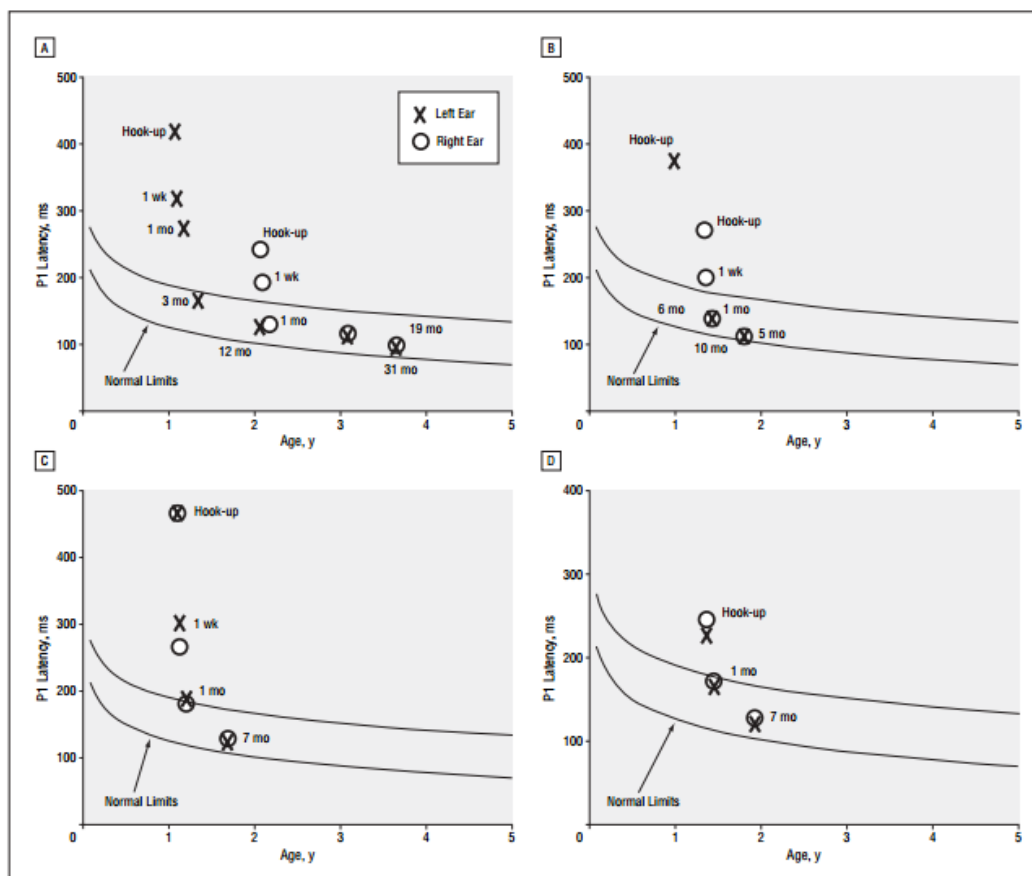 A
500
400
300
200
100
0
1
2
3
4
5
P1 Latency, ms
Age, y
Hook-up
1 wk
1 mo
3 mo
Hook-up
1 wk
1 mo
12 mo
19 mo
31 mo
Normal Limits
Left Ear
Right Ear
B
500
400
300
200
100
0
1
2
3
4
5
P1 Latency, ms
Age, y
Hook-up
Hook-up
1 wk
6 mo
1 mo
10 mo
5 mo
Normal Limits
C
500
400
300
200
100
0
1
2
3
4
5
P1 Latency, ms
Age, y
Hook-up
1 wk
1 mo
7 mo
Normal Limits
D
400
300
200
100
0
1
2
3
4
5
P1 Latency, ms
Age, y
Hook-up
1 mo
7 mo
Normal Limits